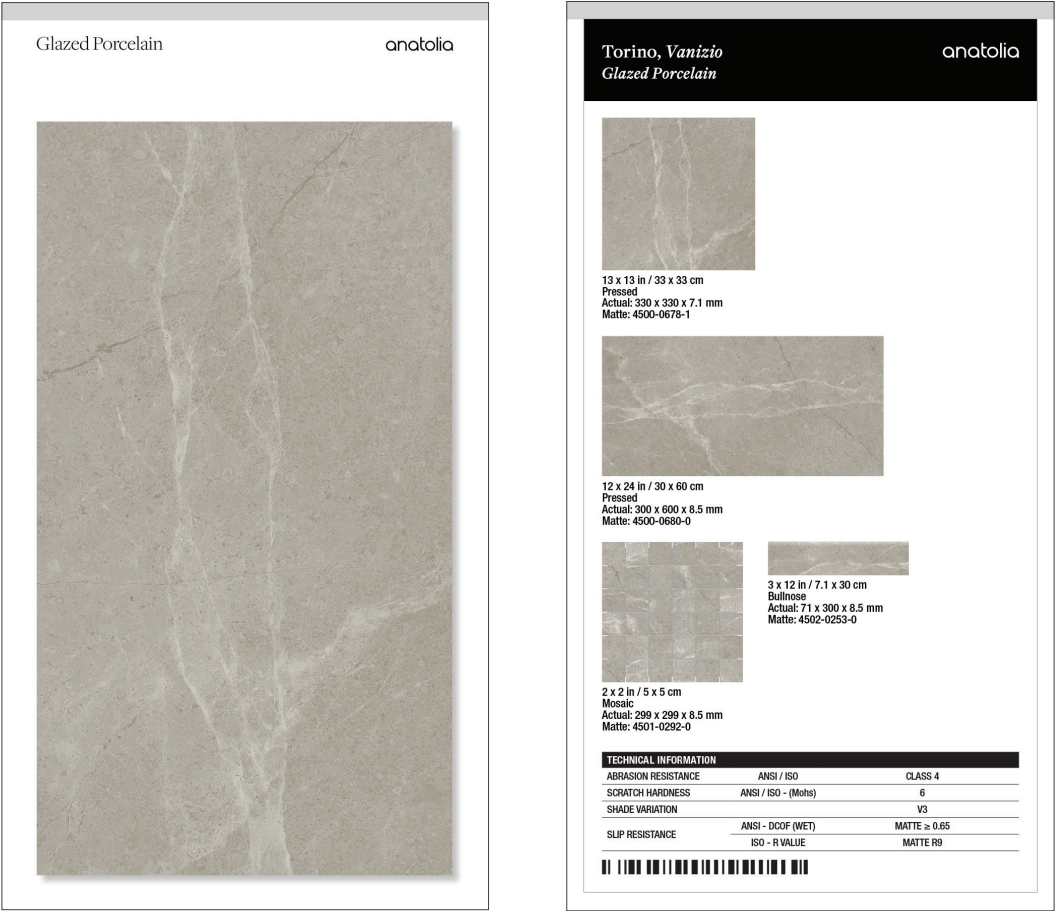 Glazed Porcelain
anatolia
Torino, Vanizio
Glazed Porcelain
anatolia
13 x 13 in / 33 x 33 cm
Pressed
Actual: 330 x 330 x 7.1 mm
Matte: 4500-0678-1
12 x 24 in / 30 x 60 cm
Pressed
Actual: 300 x 600 x 8.5 mm
Matte: 4500-0680-0
3 x 12 in / 7.1 x 30 cm
Bullnose
Actual: 71 x 300 x 8.5 mm
Matte: 4502-0253-0
2 x 2 in / 5 x 5 cm
Mosaic
Actual: 299 x 299 x 8.5 mm
Matte: 4501-0292-0
TECHNICAL INFORMATION
ABRASION RESISTANCE ANSI / ISO CLASS 4
SCRATCH HARDNESS ANSI / ISO - (Mohs) 6
SHADE VARIATION V3
SLIP RESISTANCE ANSI - DCOF (WET) MATTE ≥ 0.65
ISO - R VALUE MATTE R9